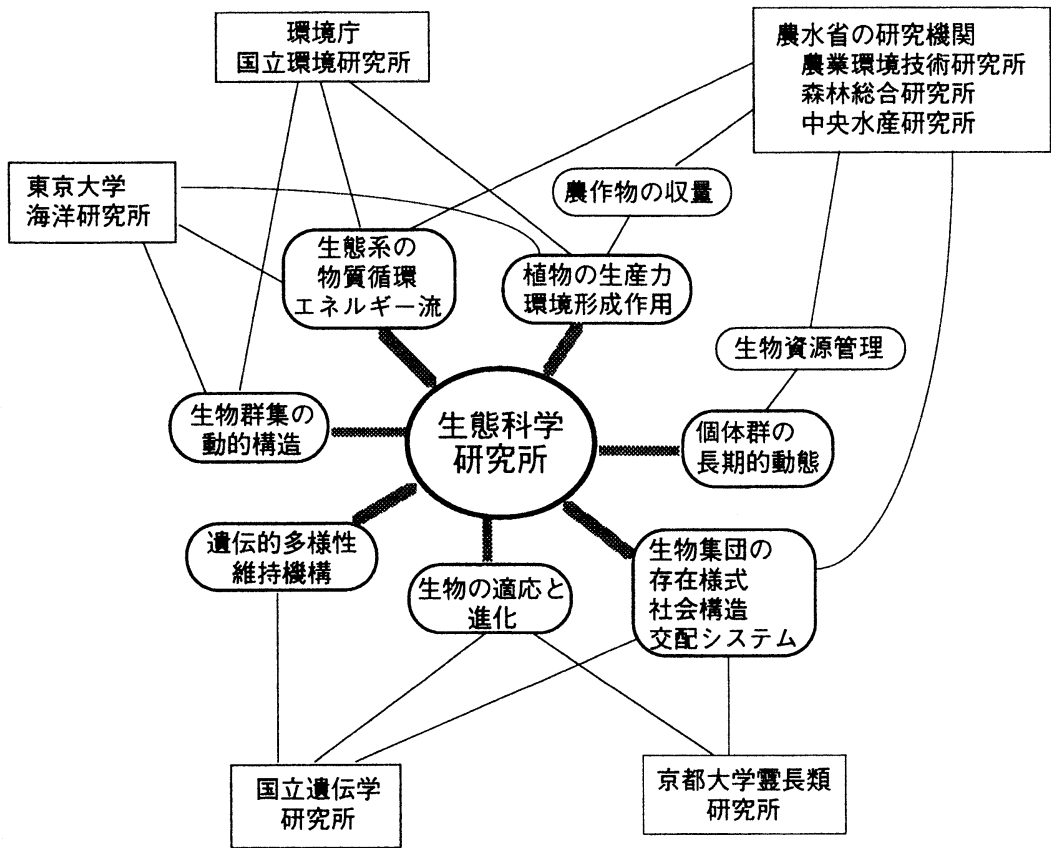 環境庁
国立環境研究所
農水省の研究機関
農業環境技術研究所
森林総合研究所
中央水産研究所
東京大学
海洋研究所
農作物の収量
生態系の
物質循環
エネルギー流
植物の生産力
環境形成作用
生物資源管理
生物群集の
動的構造
生態科学
研究所
個体群の
長期的動態
遺伝的多様性
維持機構
生物の適応と
進化
生物集団の
存在様式
社会構造
交配システム
国立遺伝学
研究所
京都大学霊長類
研究所